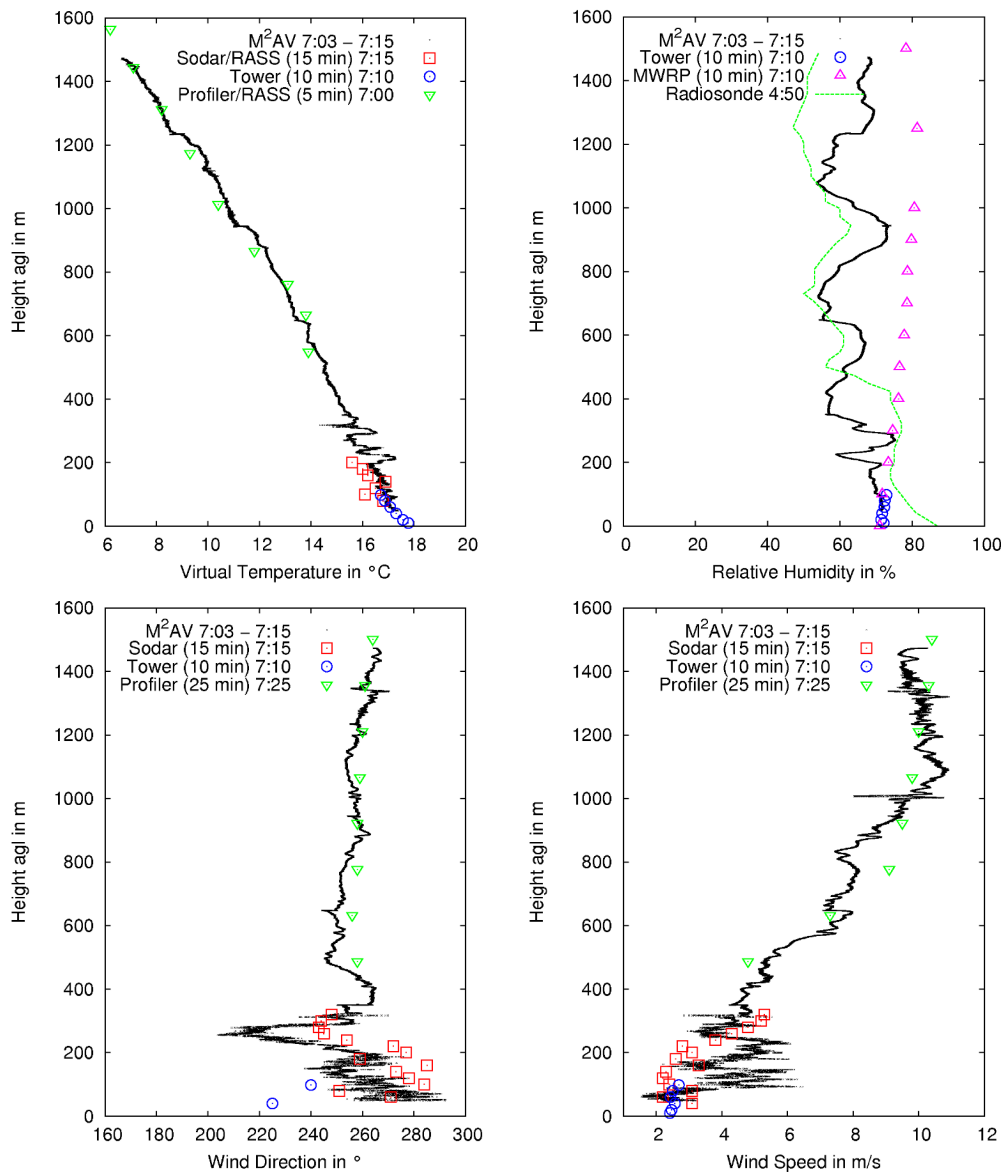 1600
1400
1200
1000
800
600
400
200
0
Height agl in m
M²AV 7:03 – 7:15
Sodar/RASS (15 min) 7:15
Tower (10 min) 7:10
Profiler/RASS (5 min) 7:00
6 8 10 12 14 16 18 20
Virtual Temperature in °C
1600
1400
1200
1000
800
600
400
200
0
Height agl in m
M²AV 7:03 – 7:15
Tower (10 min) 7:10
MWRP (10 min) 7:10
Radiosonde 4:50
0 20 40 60 80 100
Relative Humidity in %
1600
1400
1200
1000
800
600
400
200
0
Height agl in m
M²AV 7:03 – 7:15
Sodar (15 min) 7:15
Tower (10 min) 7:10
Profiler (25 min) 7:25
160 180 200 220 240 260 280 300
Wind Direction in °
1600
1400
1200
1000
800
600
400
200
0
Height agl in m
M²AV 7:03 – 7:15
Sodar (15 min) 7:15
Tower (10 min) 7:10
Profiler (25 min) 7:25
2 4 6 8 10 12
Wind Speed in m/s